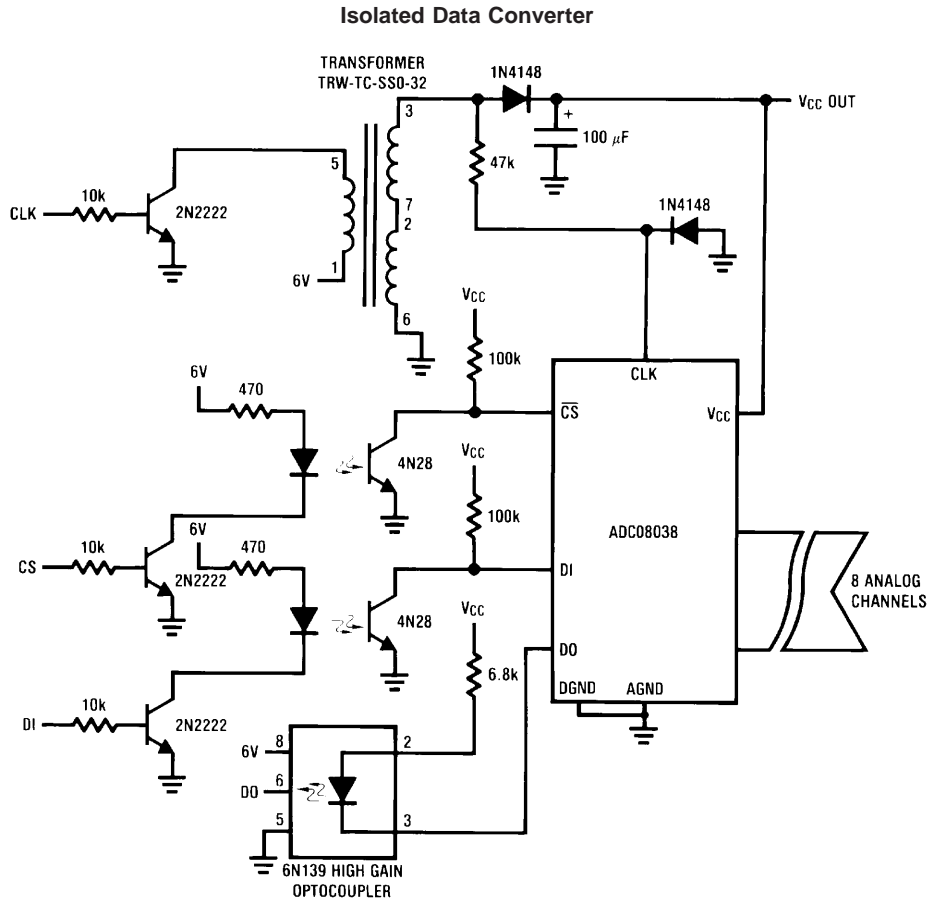 Isolated Data Converter
TRANSFORMER
TRW-TC-SS0-32
1N4148
3
VCC OUT
+
100 μF
5
47k
10k
1N4148
CLK
2N2222
7
2
1
6V
6
VCC
100k
CLK
6V
470
CS
VCC
4N28
VCC
100k
ADC08038
10k
6V
470
CS
2N2222
DI
8 ANALOG
CHANNELS
4N28
VCC
DO
6.8k
10k
DGND
AGND
DI
2N2222
6V
8
2
DO
6
5
3
6N139 HIGH GAIN
OPTOCOUPLER